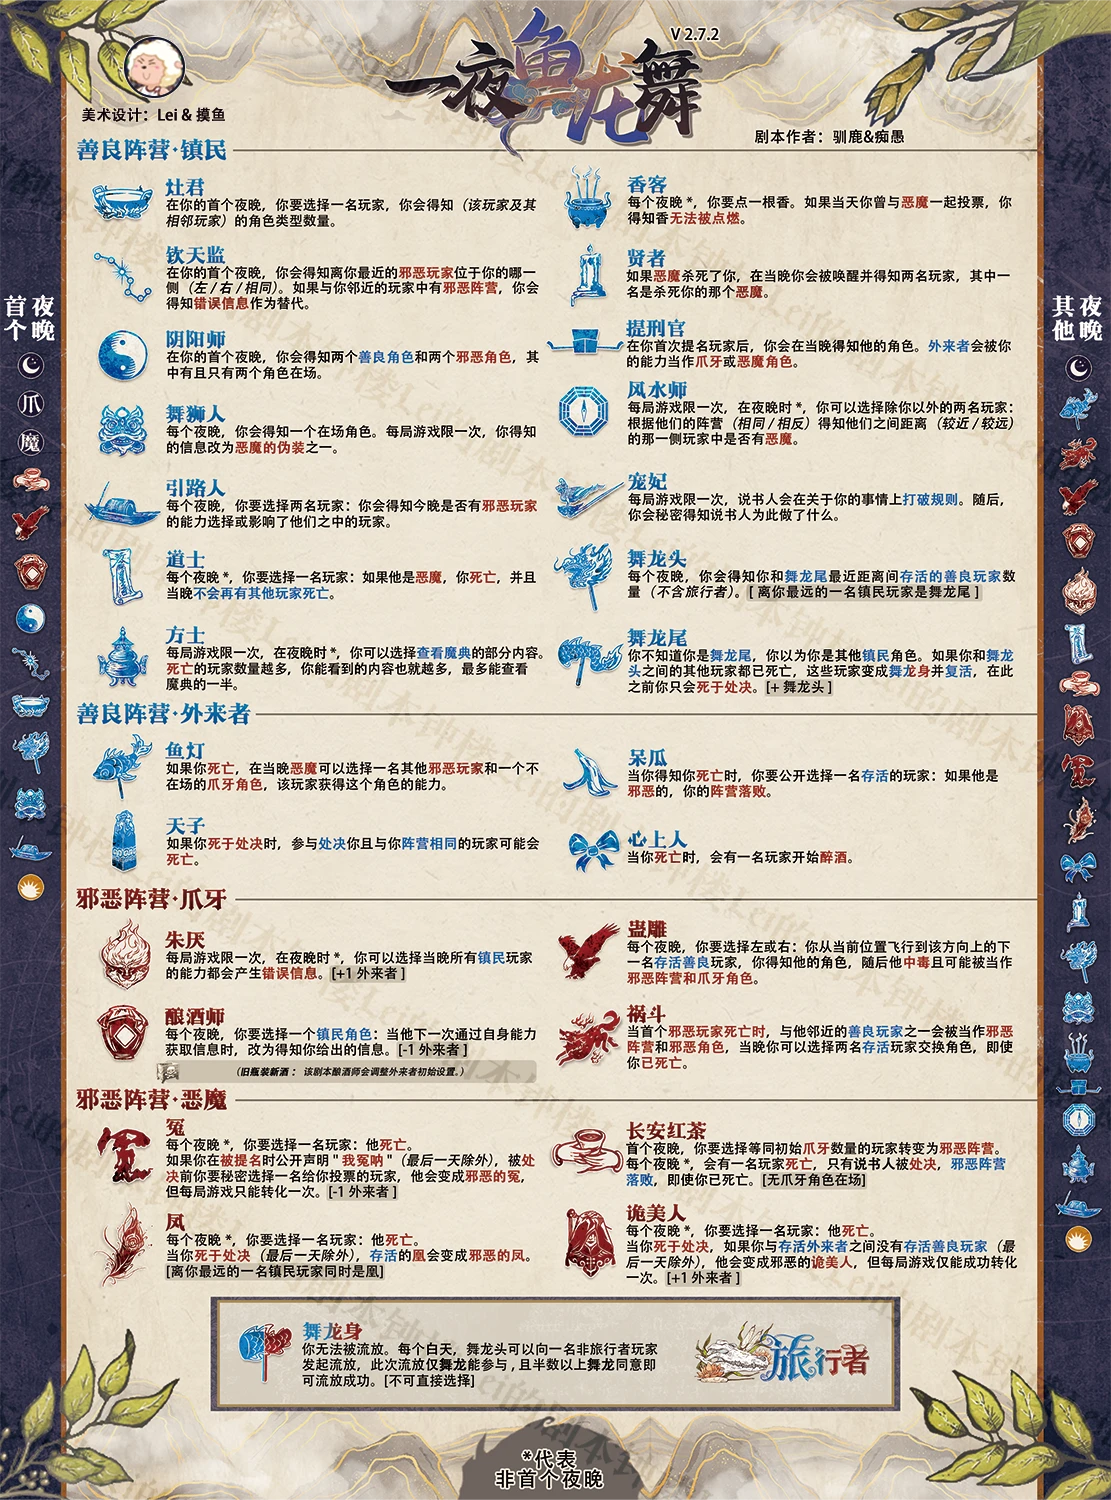 一夜鱼龙舞
V 2.7.2
美术设计：Lei & 摸鱼
剧本作者：驯鹿&痴愚
善良阵营·镇民
灶君
在你的首个夜晚，你要选择一名玩家，你会得知（该玩家及其
相邻玩家）的角色类型数量。
钦天监
在你的首个夜晚，你会得知离你最近的邪恶玩家位于你的哪一
侧（左 / 右 / 相同）。如果与你邻近的玩家中有邪恶阵营，你会
得知错误信息作为替代。
阴阳师
在你的首个夜晚，你会得知两个善良角色和两个邪恶角色，其
中有且只有两个角色在场。
舞狮人
每个夜晚，你会得知一个在场角色。每局游戏限一次，你得知
的信息改为恶魔的伪装之一。
引路人
每个夜晚，你要选择两名玩家：你会得知今晚是否有邪恶玩家
的能力选择或影响了他们之中的玩家。
道士
每个夜晚 *，你要选择一名玩家：如果他是恶魔，你死亡，并且
当晚不会再有其他玩家死亡。
方士
每局游戏限一次，在夜晚时 *，你可以选择查看魔典的部分内容。
死亡的玩家数量越多，你能看到的内容也就越多，最多能查看
魔典的一半。
香客
每个夜晚 *，你要点一根香。如果当天你曾与恶魔一起投票，你
得知香无法被点燃。
贤者
如果恶魔杀死了你，在当晚你会被唤醒并得知两名玩家，其中一
名是杀死你的那个恶魔。
提刑官
在你首次提名玩家后，你会在当晚得知他的角色。外来者会被你
的能力当作爪牙或恶魔角色。
风水师
每局游戏限一次，在夜晚时 *，你可以选择除你以外的两名玩家：
根据他们的阵营（相同 / 相反）得知他们之间距离（较近 / 较远）
的那一侧玩家中是否有恶魔。
宠妃
每局游戏限一次，说书人会在关于你的事情上打破规则。随后，
你会秘密得知说书人为此做了什么。
舞龙头
每个夜晚，你会得知你和舞龙尾最近距离间存活的善良玩家数
量（不含旅行者）。[ 离你最远的一名镇民玩家是舞龙尾 ]
舞龙尾
你不知道你是舞龙尾，你以为你是其他镇民角色。如果你和舞龙
头之间的其他玩家都已死亡，这些玩家变成舞龙身并复活，在此
之前你只会死于处决。[+ 舞龙头 ]
善良阵营·外来者
鱼灯
如果你死亡，在当晚恶魔可以选择一名其他邪恶玩家和一个不
在场的爪牙角色，该玩家获得这个角色的能力。
天子
如果你死于处决时，参与处决你且与你阵营相同的玩家可能会
死亡。
呆瓜
当你得知你死亡时，你要公开选择一名存活的玩家：如果他是
邪恶的，你的阵营落败。
心上人
当你死亡时，会有一名玩家开始醉酒。
邪恶阵营·爪牙
朱厌
每局游戏限一次，在夜晚时 *，你可以选择当晚所有镇民玩家
的能力都会产生错误信息。[+1 外来者 ]
酿酒师
每个夜晚，你要选择一个镇民角色：当他下一次通过自身能力
获取信息时，改为得知你给出的信息。[-1 外来者 ]
（旧瓶装新酒 ： 该剧本酿酒师会调整外来者初始设置。）
蛊雕
每个夜晚，你要选择左或右：你从当前位置飞行到该方向上的下
一名存活善良玩家，你得知他的角色，随后他中毒且可能被当作
邪恶阵营和爪牙角色。
祸斗
当首个邪恶玩家死亡时，与他邻近的善良玩家之一会被当作邪恶
阵营和邪恶角色，当晚你可以选择两名存活玩家交换角色，即使
你已死亡。
邪恶阵营·恶魔
冤
每个夜晚 *，你要选择一名玩家：他死亡。
如果你在被提名时公开声明 " 我冤呐 "（最后一天除外），被处
决前你要秘密选择一名给你投票的玩家，他会变成邪恶的冤，
但每局游戏只能转化一次。[-1 外来者 ]
凤
每个夜晚 *，你要选择一名玩家：他死亡。
当你死于处决（最后一天除外），存活的凰会变成邪恶的凤。
[离你最远的一名镇民玩家同时是凰]
长安红茶
首个夜晚，你要选择等同初始爪牙数量的玩家转变为邪恶阵营。
每个夜晚 *，会有一名玩家死亡，只有说书人被处决，邪恶阵营
落败，即使你已死亡。[无爪牙角色在场]
诡美人
每个夜晚 *，你要选择一名玩家：他死亡。
当你死于处决，如果你与存活外来者之间没有存活善良玩家（最
后一天除外），他会变成邪恶的诡美人，但每局游戏仅能成功转化
一次。[+1 外来者 ]
舞龙身
你无法被流放。每个白天，舞龙头可以向一名非旅行者玩家
发起流放，此次流放仅舞龙能参与 , 且半数以上舞龙同意即
可流放成功。[不可直接选择]
旅行者
*代表
非首个夜晚
首个夜晚
爪
魔
其他夜晚